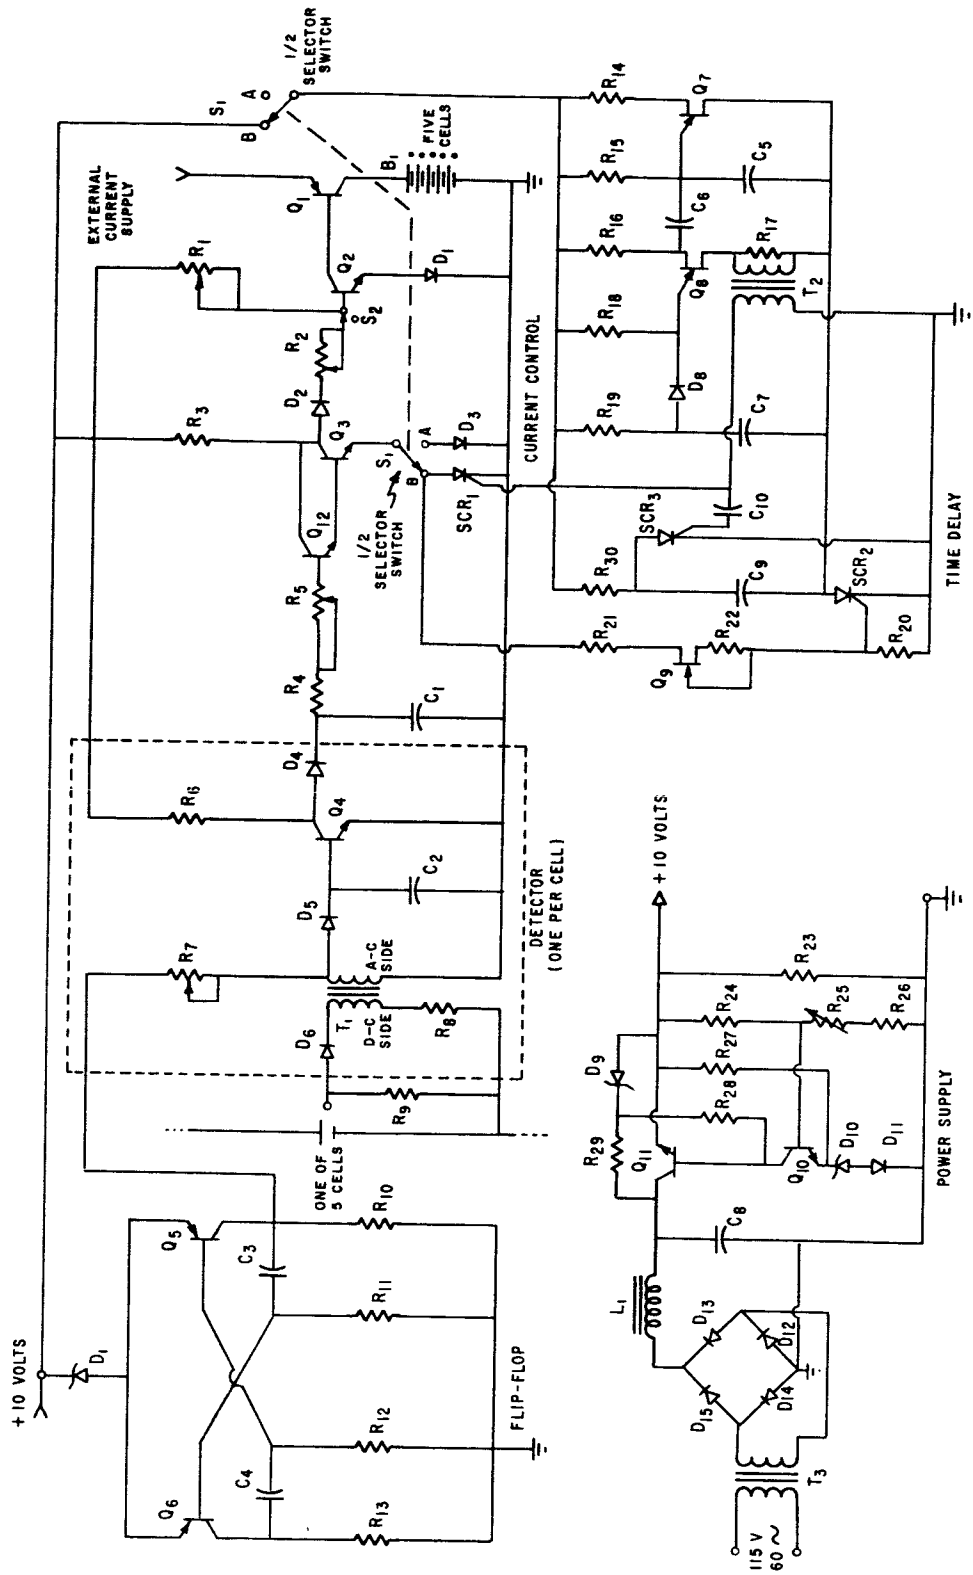 +10 VOLTS
D1
Q6
Q5
C4
C3
R13
R12
R11
R10
FLIP-FLOP
ONE OF
5 CELLS
R9
D6
T1
D-C
SIDE
A-C
SIDE
R8
R7
D5
C2
Q4
R6
D4
DETECTOR
(ONE PER CELL)
C1
R4
R5
Q12
R3
Q3
D2
R2
S2
R1
Q2
D1
Q1
EXTERNAL
CURRENT
SUPPLY
B1
FIVE
CELLS
S1
B
A
1/2
SELECTOR
SWITCH
1/2
SELECTOR
SWITCH
S1
B
A
D3
SCR1
CURRENT CONTROL
R14
R15
R16
R18
R19
R30
R21
Q7
C6
C5
Q8
R17
T2
D8
C7
SCR3
C10
C9
SCR2
Q9
R22
R20
TIME DELAY
115 V
60 ~
T3
D15
D13
D14
D12
L1
C8
R29
D9
Q11
R28
R27
R24
R23
R25
R26
Q10
D10
D11
+10 VOLTS
POWER SUPPLY